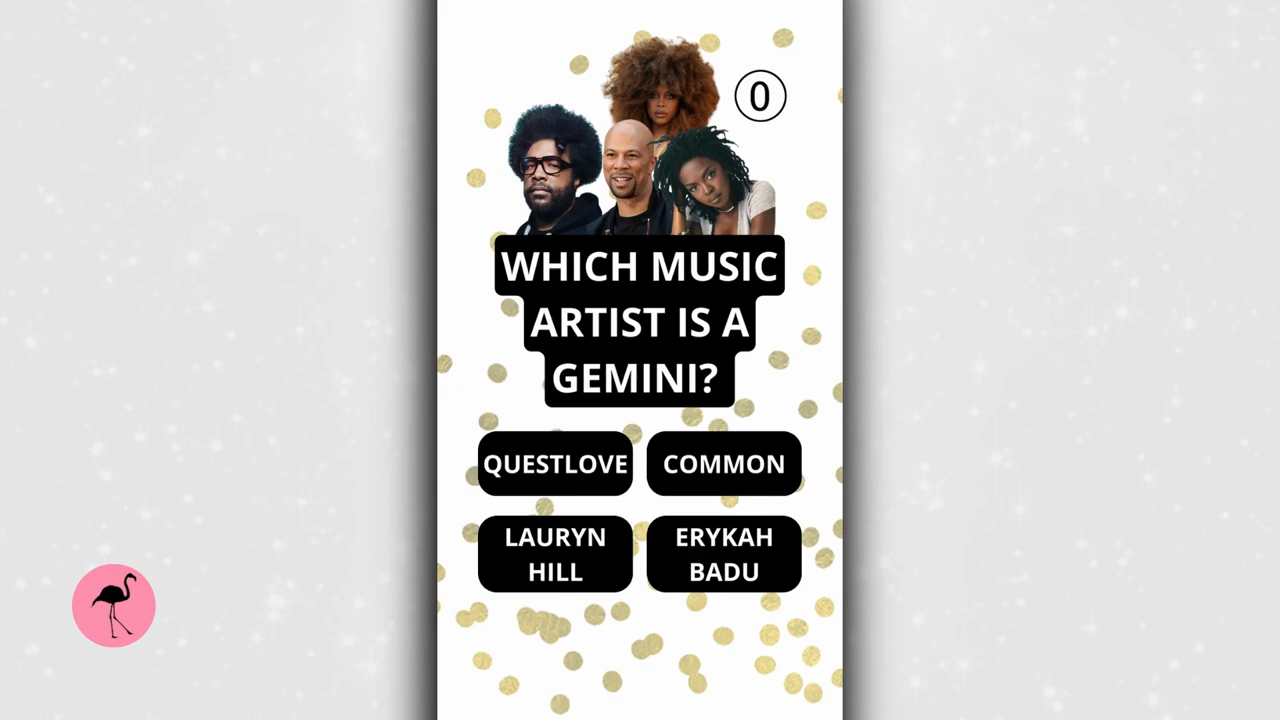 0
WHICH MUSIC
ARTIST IS A
GEMINI?
QUESTLOVE
COMMON
LAURYN
HILL
ERYKAH
BADU